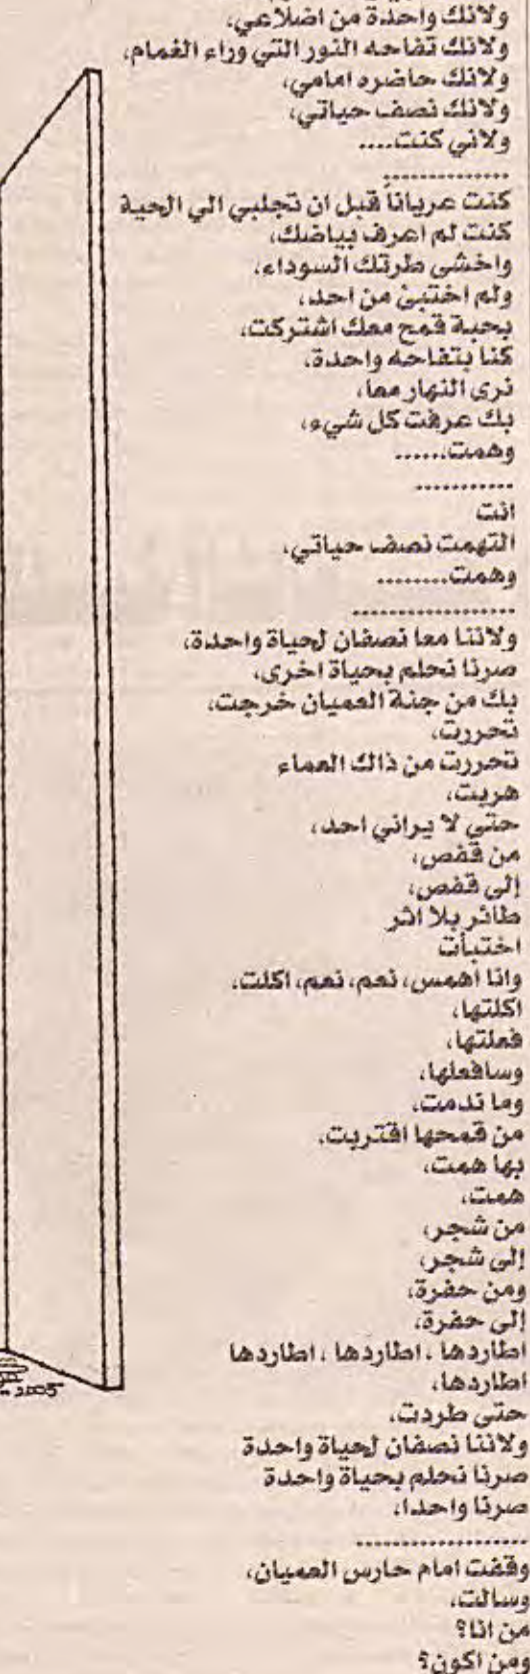 ولانك واحدة من اضلاعي،
ولانك تفاحه النور التي وراء الغمام،
ولانك حاضره امامي،
ولانك نصف حياتي،
ولاني كنت....
..............
كنت عرياناً قبل ان تجلبي الي الحية
كنت لم اعرف بياضك،
واخشى طرتك السوداء،
ولم اختبئ من احد،
بحبة قمح معك اشتركت،
كنا بتفاحه واحدة،
نرى النهار معا،
بك عرفت كل شيء،
وهمت......
...........
انت
التهمت نصف حياتي،
وهمت........
..................
ولاننا معا نصفان لحياة واحدة،
صرنا نحلم بحياة اخرى،
بك من جنة العميان خرجت،
تحررت،
تحررت من ذاك العماء
هربت،
حتي لا يراني احد،
من قفص،
إلى قفص،
طائر بلا اثر
اختبأت
وانا اهمس، نعم، نعم، اكلت،
اكلتها،
فعلتها،
وسافعلها،
وما ندمت،
من قمحها اقتربت،
بها همت،
همت،
من شجر،
إلى شجر،
ومن حفرة،
إلى حفرة،
اطاردها ، اطاردها ، اطاردها
اطاردها،
حتى طردت،
ولاننا نصفان لحياة واحدة
صرنا نحلم بحياة واحدة
صرنا واحدا،
...................
وقفت امام حارس العميان،
وسالت،
من انا؟
ومن اكون؟
2005